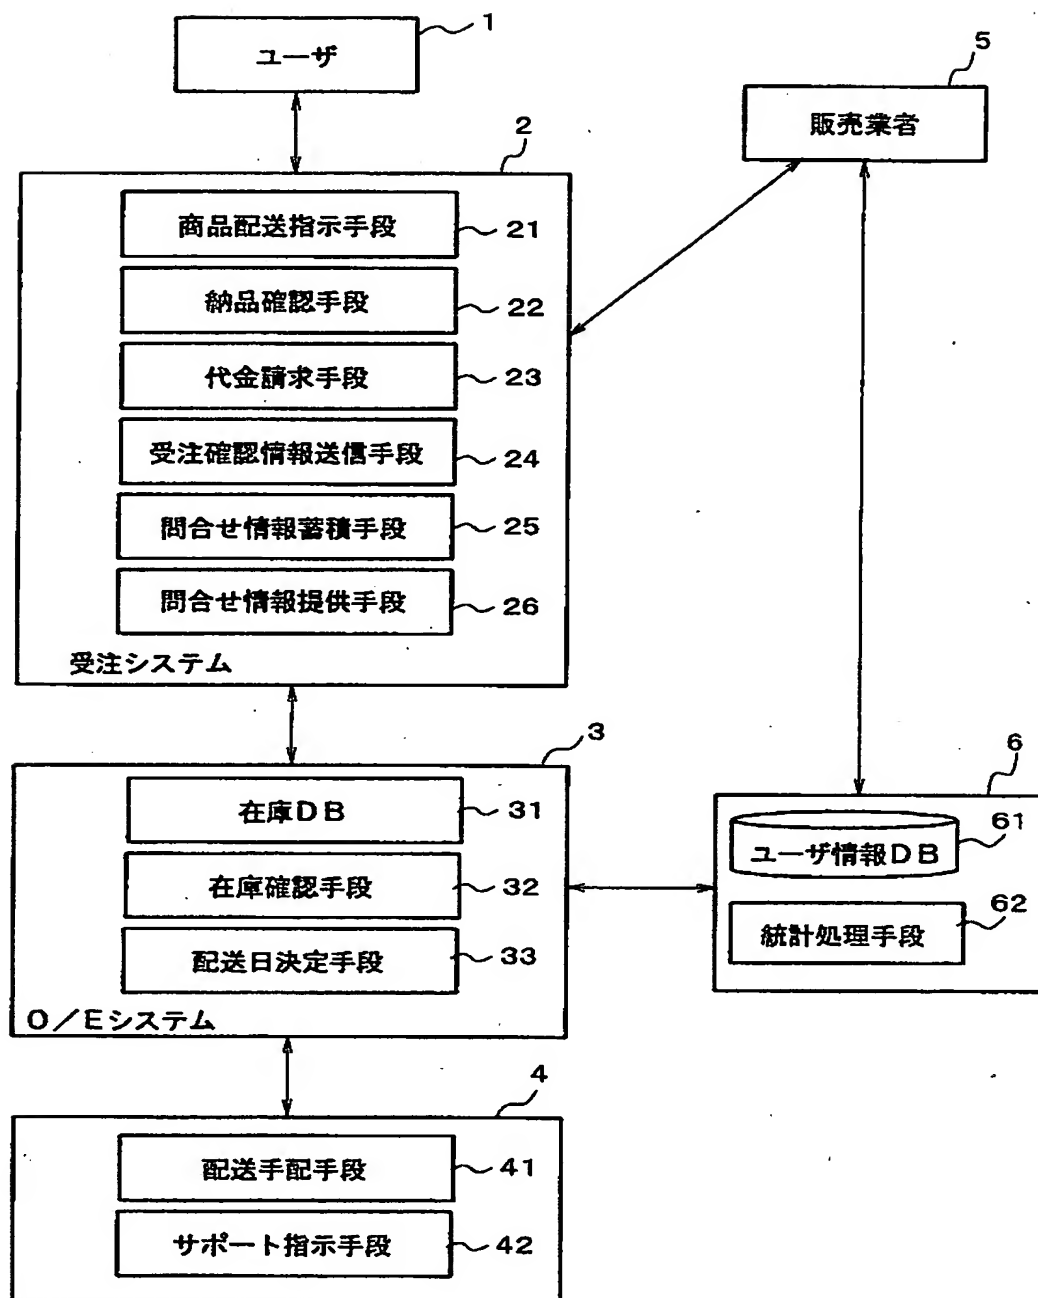 1
ユーザ
5
販売業者
2
商品配送指示手段
21
納品確認手段
22
代金請求手段
23
受注確認情報送信手段
24
問合せ情報蓄積手段
25
問合せ情報提供手段
26
受注システム
3
在庫DB
31
在庫確認手段
32
配送日決定手段
33
O/Eシステム
6
ユーザ情報DB
61
統計処理手段
62
4
配送手配手段
41
サポート指示手段
42